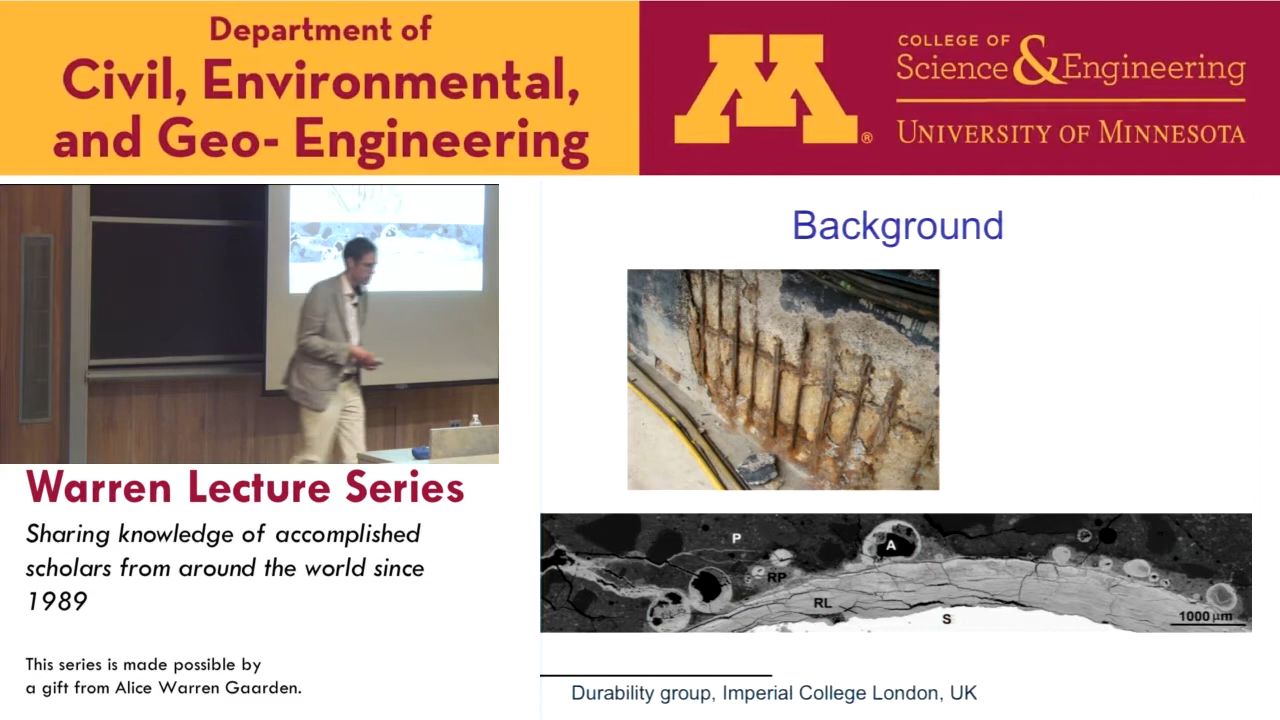 Department of
Civil, Environmental,
and Geo- Engineering
M®
COLLEGE OF
Science & Engineering
UNIVERSITY OF MINNESOTA
Background
P
A
RP
RL
S
1000 µm
Warren Lecture Series
Sharing knowledge of accomplished
scholars from around the world since
1989
This series is made possible by
a gift from Alice Warren Gaarden.
Durability group, Imperial College London, UK